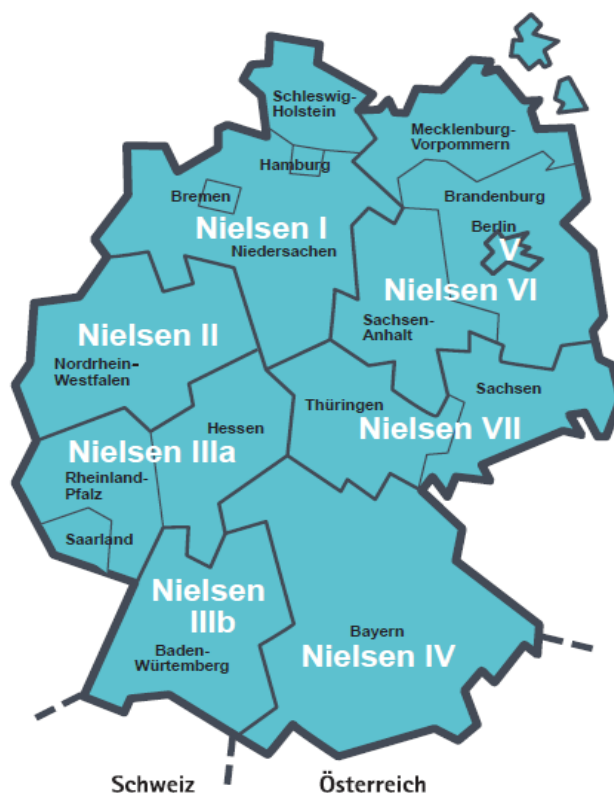 Schleswig-
Holstein
Mecklenburg-
Vorpommern
Hamburg
Bremen
Brandenburg
Nielsen I
Berlin
V
Niedersachen
Nielsen VI
Nielsen II
Sachsen-
Anhalt
Nordrhein-
Westfalen
Sachsen
Thüringen
Hessen
Nielsen VII
Nielsen IIIa
Rheinland-
Pfalz
Saarland
Nielsen
IIIb
Bayern
Nielsen IV
Baden-
Würtemberg
Schweiz
Österreich